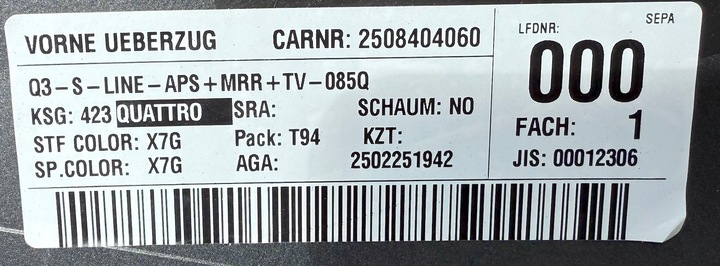 VORNE UEBERZUG CARNR: 2508404060
LFDNR: SEPA
000
Q3-S-LINE-APS+MRR+TV-085Q
KSG: 423 QUATTRO SRA: SCHAUM: NO
STF COLOR: X7G Pack: T94 KZT:
SP.COLOR: X7G AGA: 2502251942
FACH: 1
JIS: 00012306